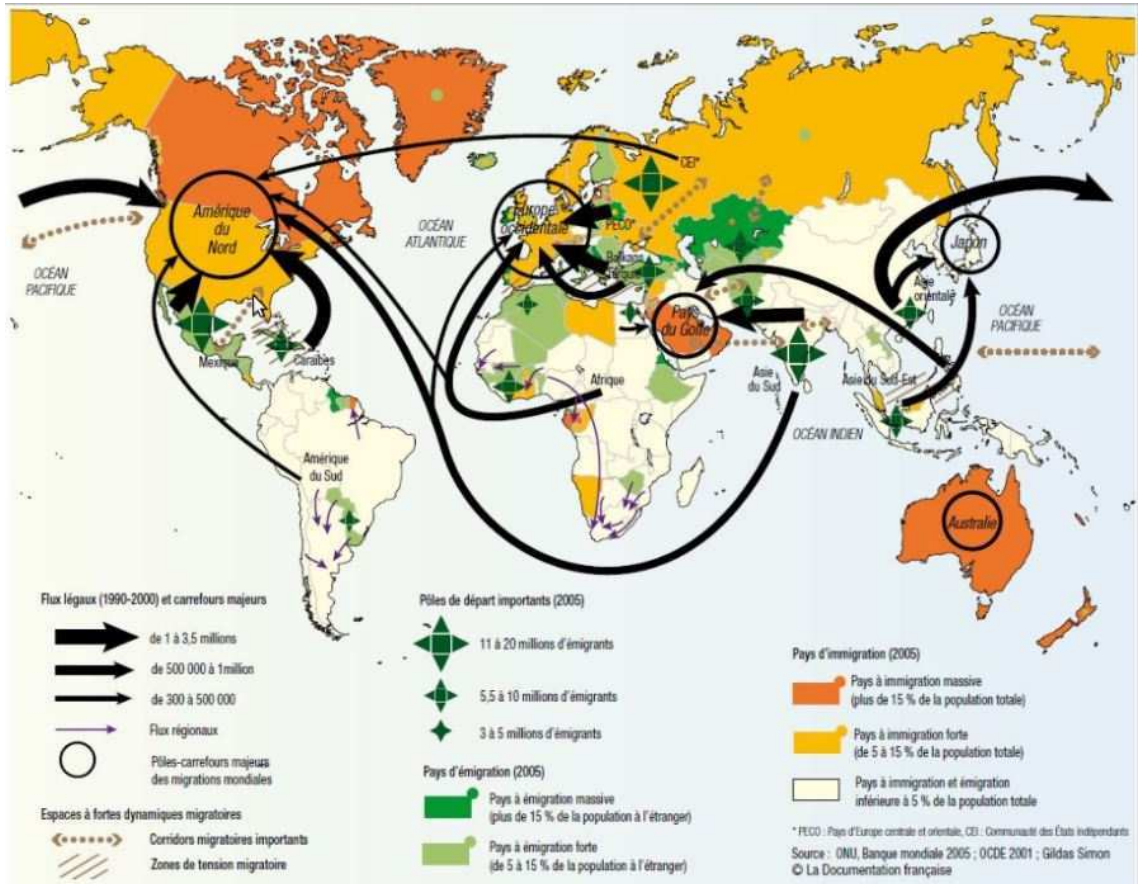 CEI*
Amérique
du Nord
OCÉAN
ATLANTIQUE
Europe
occidentale
PECO*
Balkans
Turquie
Japon
OCÉAN
PACIFIQUE
Asie
orientale
OCÉAN
PACIFIQUE
Pays
du Golfe
Mexique
Caraïbes
Afrique
Asie
du Sud
Asie du Sud-Est
OCÉAN INDIEN
Amérique
du Sud
Australie
Flux légaux (1990-2000) et carrefours majeurs
de 1 à 3,5 millions
de 500 000 à 1million
de 300 à 500 000
Flux régionaux
Pôles-carrefours majeurs
des migrations mondiales
Espaces à fortes dynamiques migratoires
Corridors migratoires importants
Zones de tension migratoire
Pôles de départ importants (2005)
11 à 20 millions d'émigrants
5,5 à 10 millions d'émigrants
3 à 5 millions d'émigrants
Pays d'émigration (2005)
Pays à émigration massive
(plus de 15 % de la population à l'étranger)
Pays à émigration forte
(de 5 à 15 % de la population à l'étranger)
Pays d'immigration (2005)
Pays à immigration massive
(plus de 15 % de la population totale)
Pays à immigration forte
(de 5 à 15 % de la population totale)
Pays à immigration et émigration
inférieure à 5 % de la population totale
* PECO : Pays d'Europe centrale et orientale, CEI : Communauté des États indépendants
Source : ONU, Banque mondiale 2005 ; OCDE 2001 ; Gildas Simon
© La Documentation française